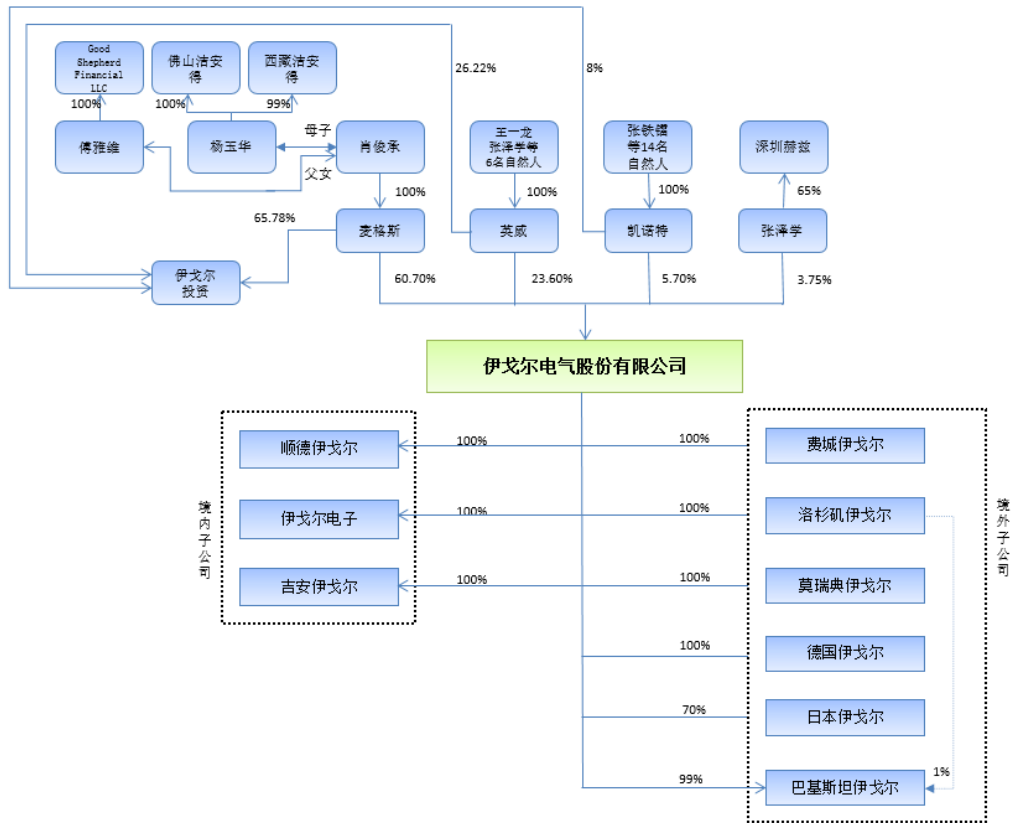 Good
Shepherd
Financial
LLC
佛山洁安
得
西藏洁安
得
26.22%
8%
100%
100%
99%
傅雅维
杨玉华
母子
父女
肖俊承
王一龙
张泽学等
6名自然人
张铁镭
等14名
自然人
深圳赫兹
100%
100%
100%
65%
65.78%
麦格斯
英威
凯诺特
张泽学
伊戈尔
投资
60.70%
23.60%
5.70%
3.75%
伊戈尔电气股份有限公司
境内子公司
顺德伊戈尔
100%
100%
费城伊戈尔
伊戈尔电子
100%
100%
洛杉矶伊戈尔
吉安伊戈尔
100%
100%
莫瑞典伊戈尔
100%
德国伊戈尔
70%
日本伊戈尔
99%
巴基斯坦伊戈尔
1%
境外子公司